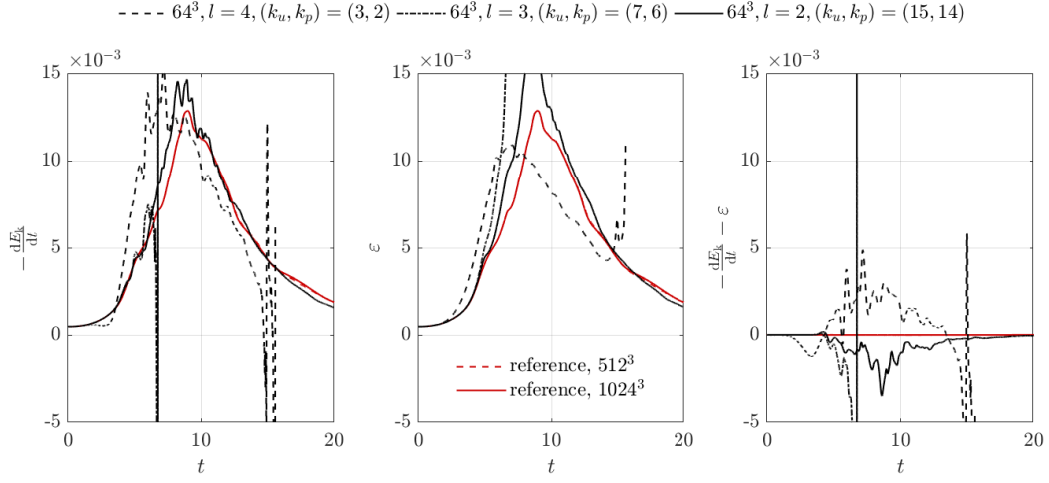 64³, l = 4, (k_u, k_p) = (3, 2) 64³, l = 3, (k_u, k_p) = (7, 6) 64³, l = 2, (k_u, k_p) = (15, 14)
×10⁻³ ×10⁻³ ×10⁻³
15 15 15
10 10 10
5 5 5
0 0 0
-5 -5 -5
− dE_k/dt ε − dE_k/dt − ε
reference, 512³
reference, 1024³
0 10 20 0 10 20 0 10 20
t t t